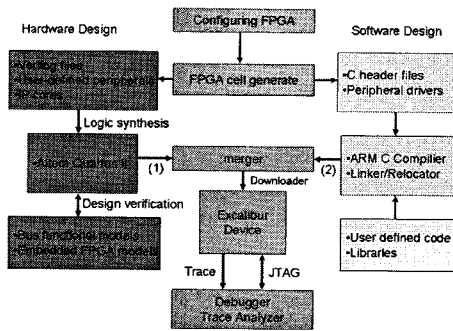 Hardware Design
Configuring FPGA
Software Design
•Verilog files
•User defined peripherals
•IP cores
FPGA cell generate
•C header files
•Peripheral drivers
Logic synthesis
•Altera Quartus II
(1)
merger
(2)
•ARM C Compilier
•Linker/Relocator
Downloader
Design verification
Excalibur
Device
•Bus functional models
•Embedded FPGA models
•User defined code
•Libraries
Trace
JTAG
Debugger
Trace Analyzer